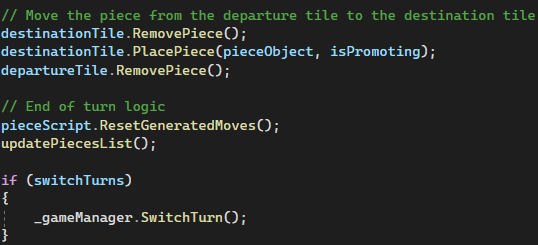 // Move the piece from the departure tile to the destination tile
destinationTile.RemovePiece();
destinationTile.PlacePiece(pieceObject, isPromoting);
departureTile.RemovePiece();

// End of turn logic
pieceScript.ResetGeneratedMoves();
updatePiecesList();

if (switchTurns)
{
    _gameManager.SwitchTurn();
}